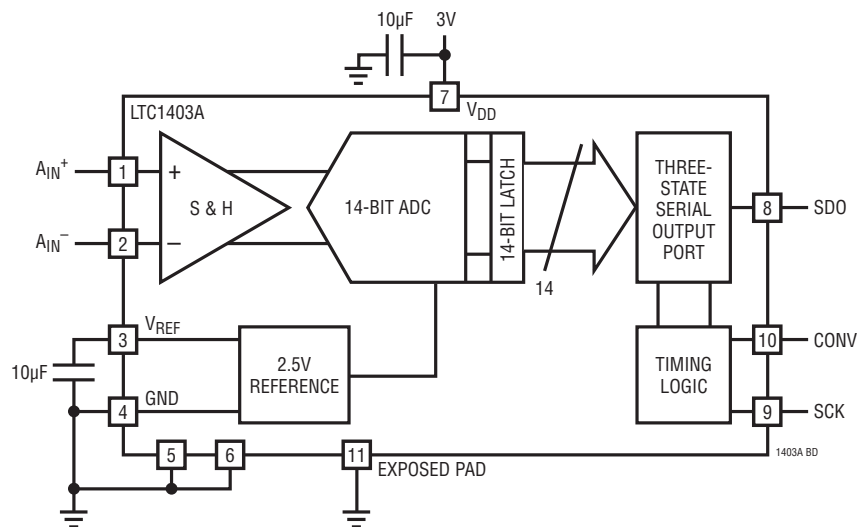 10µF
3V
7
VDD
LTC1403A
AIN+
1
+
S & H
AIN–
2
–
14-BIT ADC
14-BIT LATCH
14
THREE-
STATE
SERIAL
OUTPUT
PORT
8
SDO
3
VREF
10µF
4
GND
2.5V
REFERENCE
TIMING
LOGIC
10
CONV
9
SCK
5
6
11
EXPOSED PAD
1403A BD